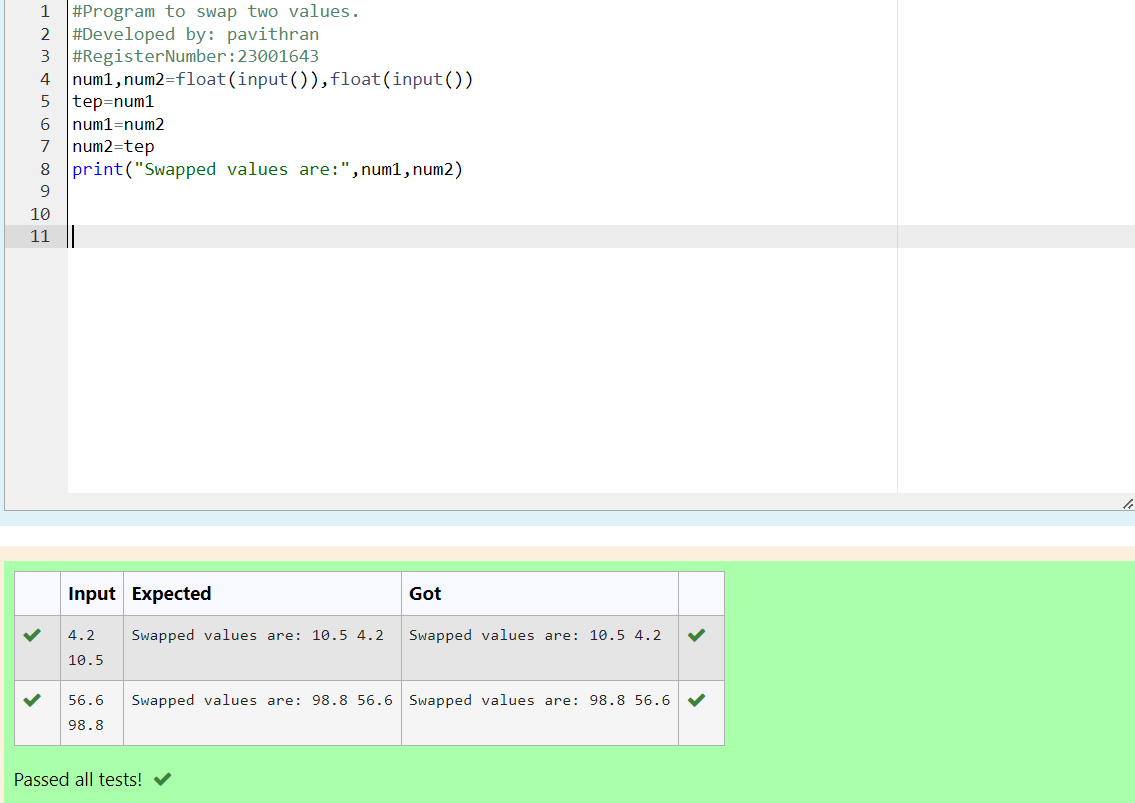 1 #Program to swap two values.
2 #Developed by: pavithran
3 #RegisterNumber:23001643
4 num1,num2=float(input()),float(input())
5 tep=num1
6 num1=num2
7 num2=tep
8 print("Swapped values are:",num1,num2)
9
10
11
Input Expected Got
4.2 Swapped values are: 10.5 4.2 Swapped values are: 10.5 4.2
10.5
56.6 Swapped values are: 98.8 56.6 Swapped values are: 98.8 56.6
98.8
Passed all tests!